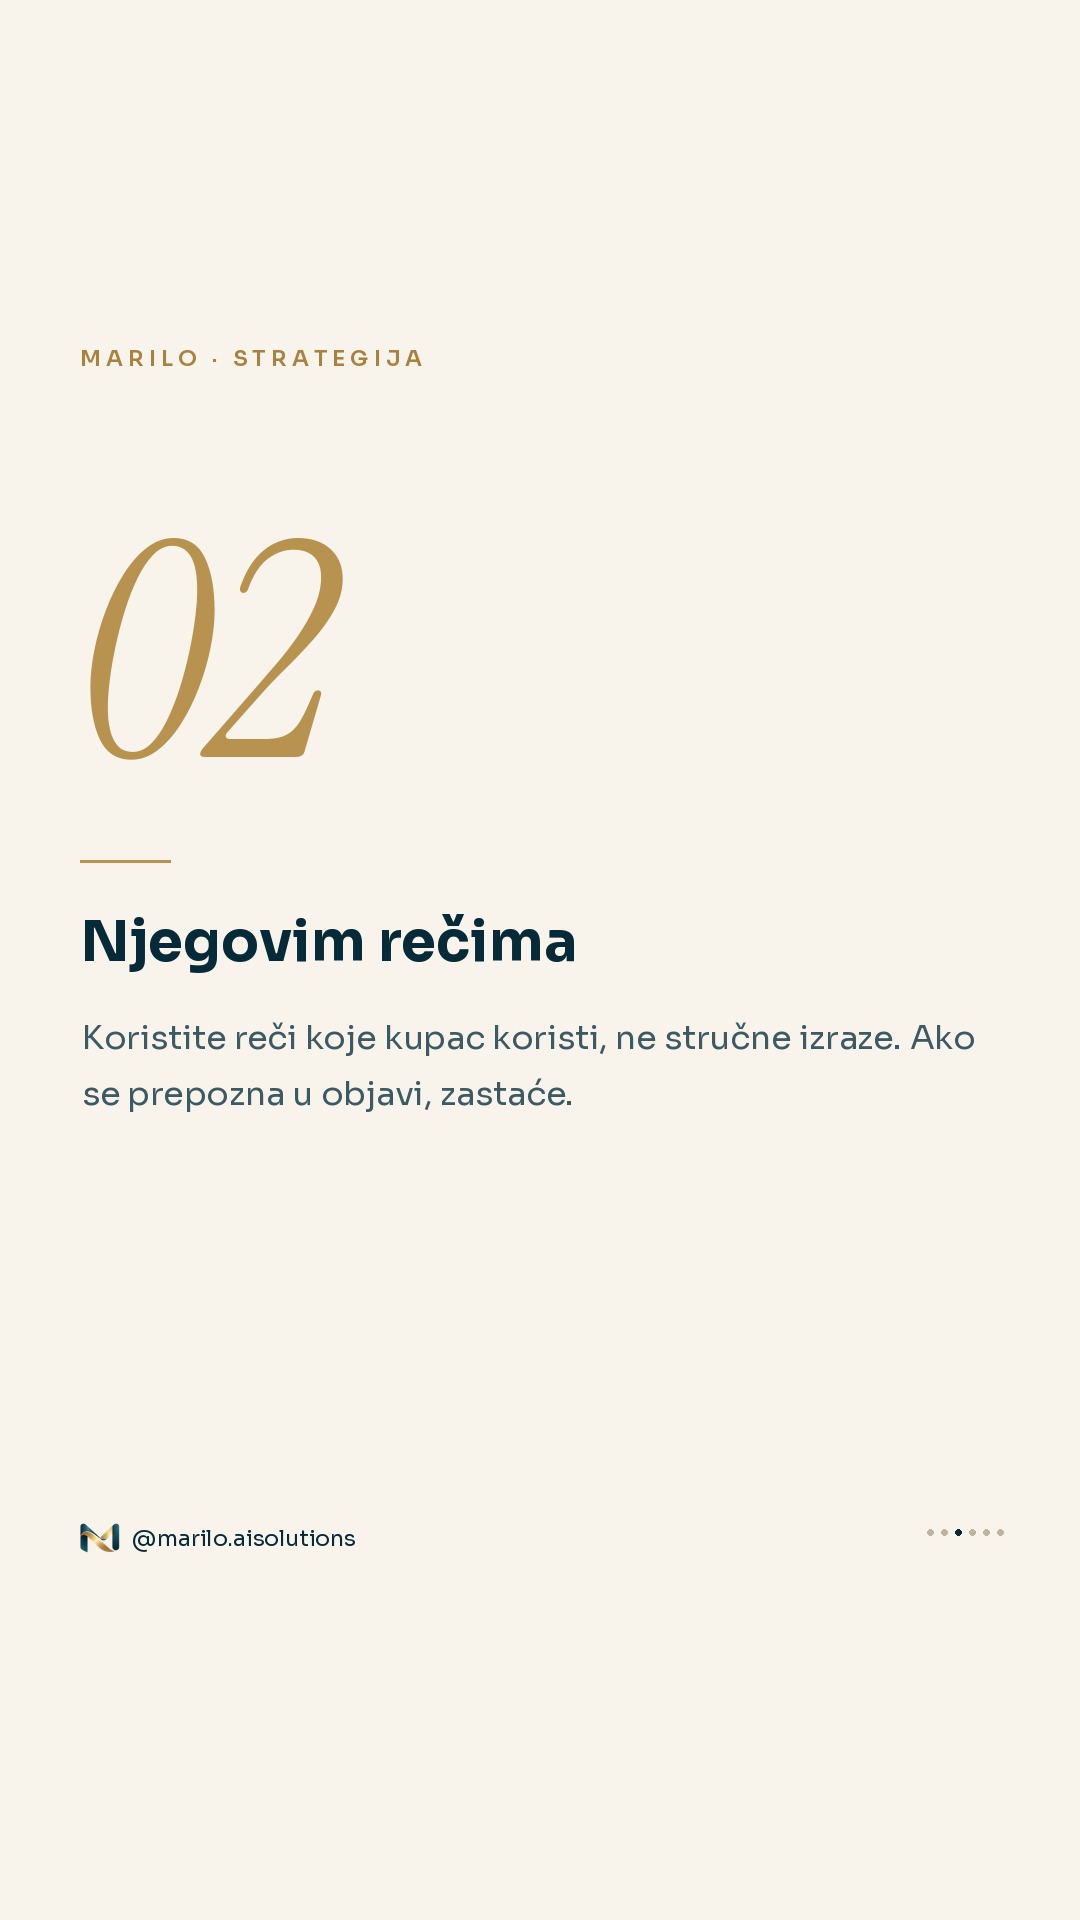 MARILO · STRATEGIJA
02
Njegovim rečima
Koristite reči koje kupac koristi, ne stručne izraze. Ako
se prepozna u objavi, zastaće.
@marilo.aisolutions